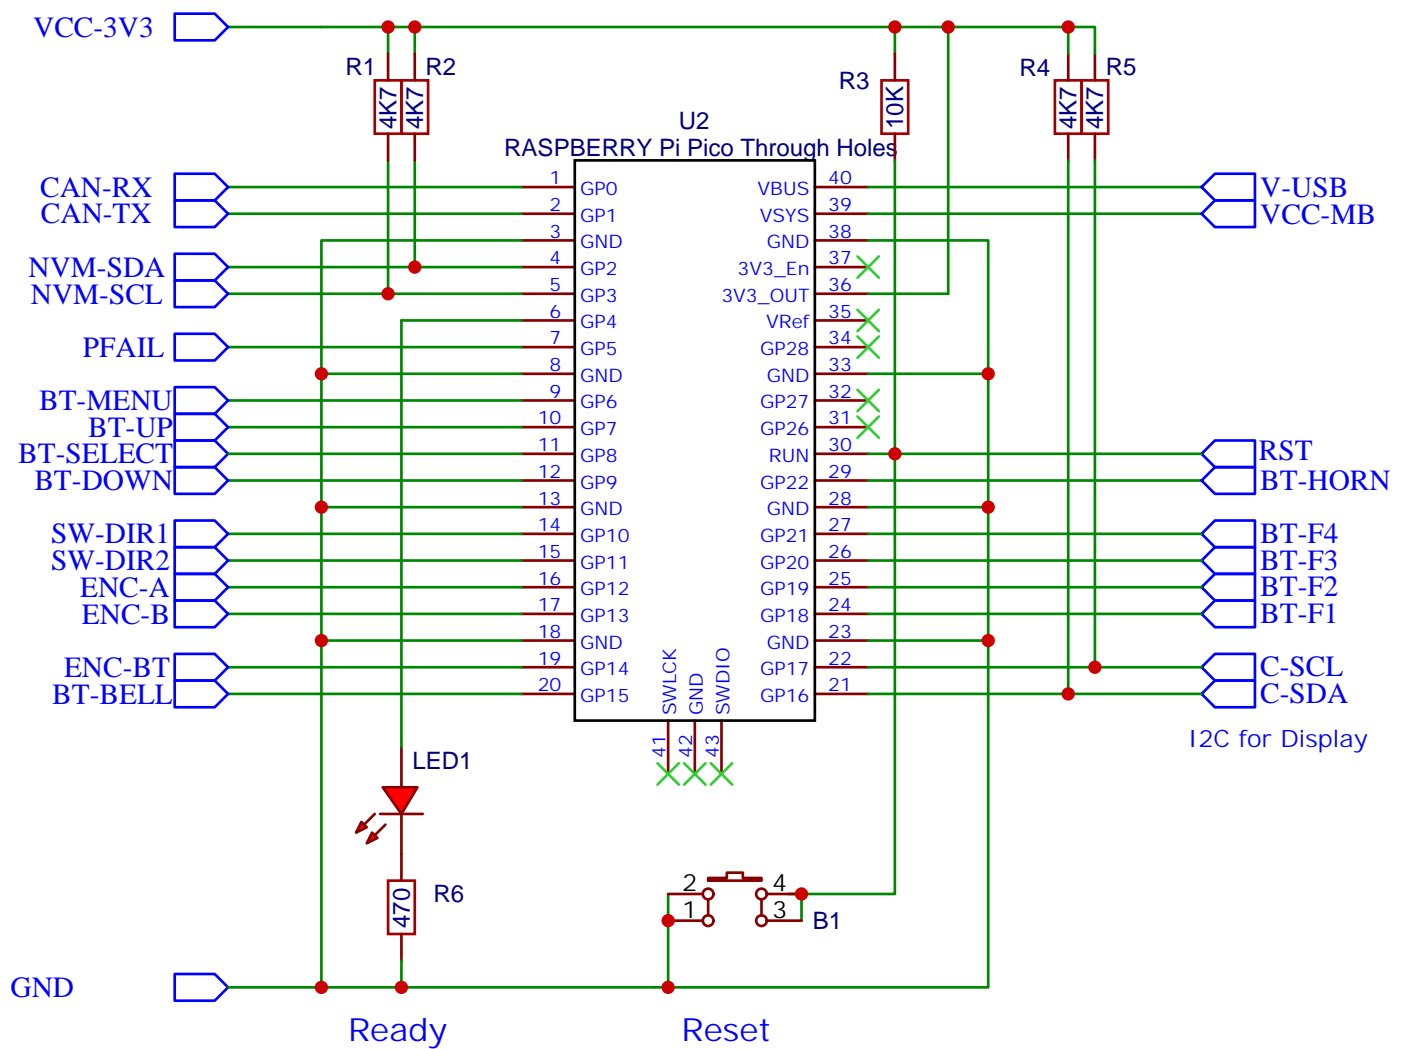 VCC-3V3
R1 R2 R3 R4 R5
4K7 4K7 10K 4K7 4K7
U2
RASPBERRY Pi Pico Through Holes
CAN-RX 1 GP0 VBUS 40 V-USB
CAN-TX 2 GP1 VSYS 39 VCC-MB
3 GND GND 38
NVM-SDA 4 GP2 3V3_En 37
NVM-SCL 5 GP3 3V3_OUT 36
6 GP4 VRef 35
PFAIL 7 GP5 GP28 34
8 GND GND 33
BT-MENU 9 GP6 GP27 32
BT-UP 10 GP7 GP26 31
BT-SELECT 11 GP8 RUN 30 RST
BT-DOWN 12 GP9 GP22 29 BT-HORN
13 GND GND 28
SW-DIR1 14 GP10 GP21 27 BT-F4
SW-DIR2 15 GP11 GP20 26 BT-F3
ENC-A 16 GP12 GP19 25 BT-F2
ENC-B 17 GP13 GP18 24 BT-F1
18 GND GND 23
ENC-BT 19 GP14 GP17 22 C-SCL
BT-BELL 20 GP15 GP16 21 C-SDA
SWLCK GND SWDIO
41 42 43
I2C for Display
LED1
470 R6
2 4
1 3 B1
GND
Ready Reset